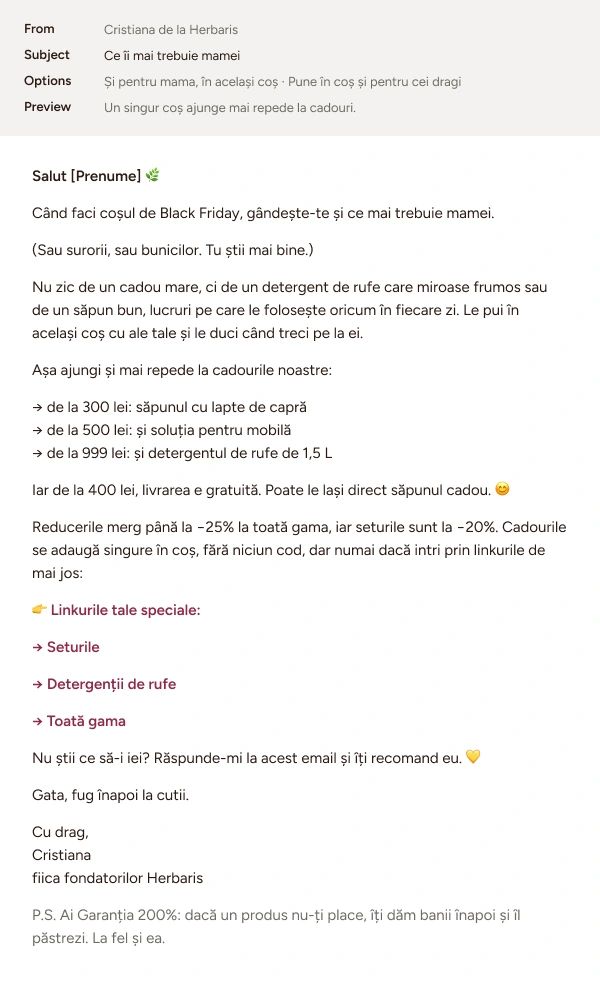 From Cristiana de la Herbaris
Subject Ce îi mai trebuie mamei
Options Și pentru mama, în același coș · Pune în coș și pentru cei dragi
Preview Un singur coș ajunge mai repede la cadouri.
Salut [Prenume] 🌿
Când faci coșul de Black Friday, gândește-te și ce mai trebuie mamei.
(Sau surorii, sau bunicilor. Tu știi mai bine.)
Nu zic de un cadou mare, ci de un detergent de rufe care miroase frumos sau
de un săpun bun, lucruri pe care le folosește oricum în fiecare zi. Le pui în
același coș cu ale tale și le duci când treci pe la ei.
Așa ajungi și mai repede la cadourile noastre:
→ de la 300 lei: săpunul cu lapte de capră
→ de la 500 lei: și soluția pentru mobilă
→ de la 999 lei: și detergentul de rufe de 1,5 L
Iar de la 400 lei, livrarea e gratuită. Poate le lași direct săpunul cadou. 😊
Reducerile merg până la −25% la toată gama, iar seturile sunt la −20%. Cadourile
se adaugă singure în coș, fără niciun cod, dar numai dacă intri prin linkurile de
mai jos:
👉 Linkurile tale speciale:
→ Seturile
→ Detergenții de rufe
→ Toată gama
Nu știi ce să-i iei? Răspunde-mi la acest email și îți recomand eu. 💛
Gata, fug înapoi la cutii.
Cu drag,
Cristiana
fiica fondatorilor Herbaris
P.S. Ai Garanția 200%: dacă un produs nu-ți place, îți dăm banii înapoi și îl
păstrezi. La fel și ea.